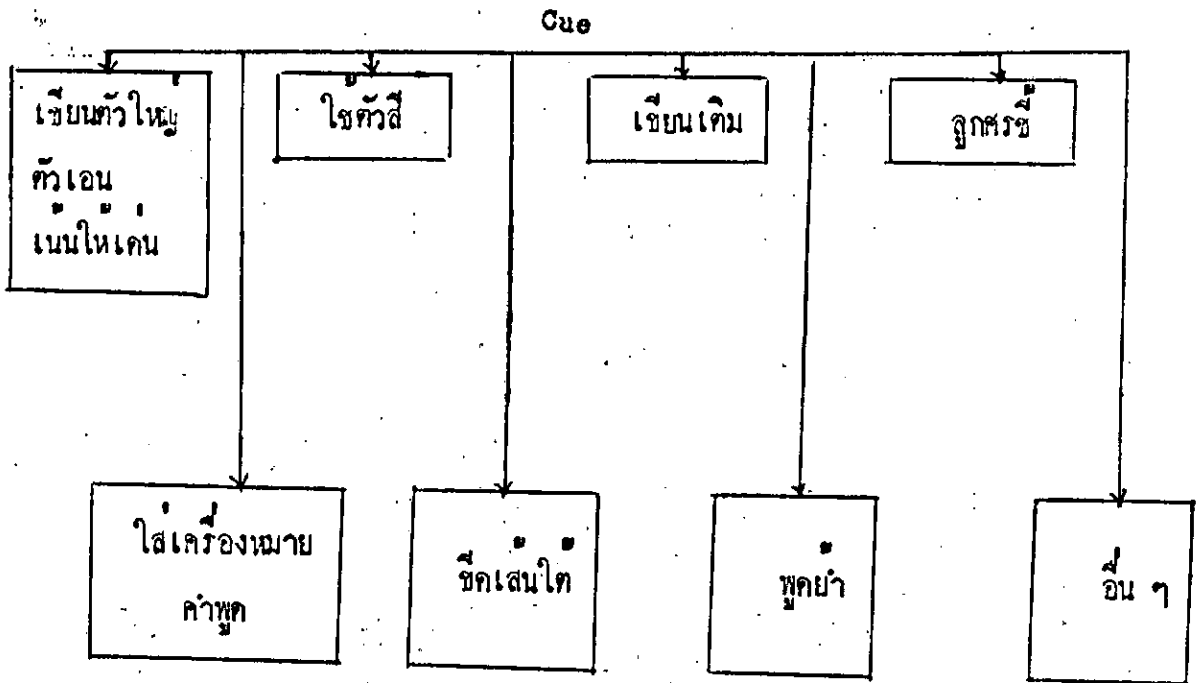 Cue
เขียนตัวใหญ่
ตัวเอน
เน้นให้เด่น
ใช้ตัวสี
เขียนเติม
ลูกศรชี้
ใส่เครื่องหมาย
คำพูด
ขีดเส้นใต้
พูดย้ำ
อื่น ๆ